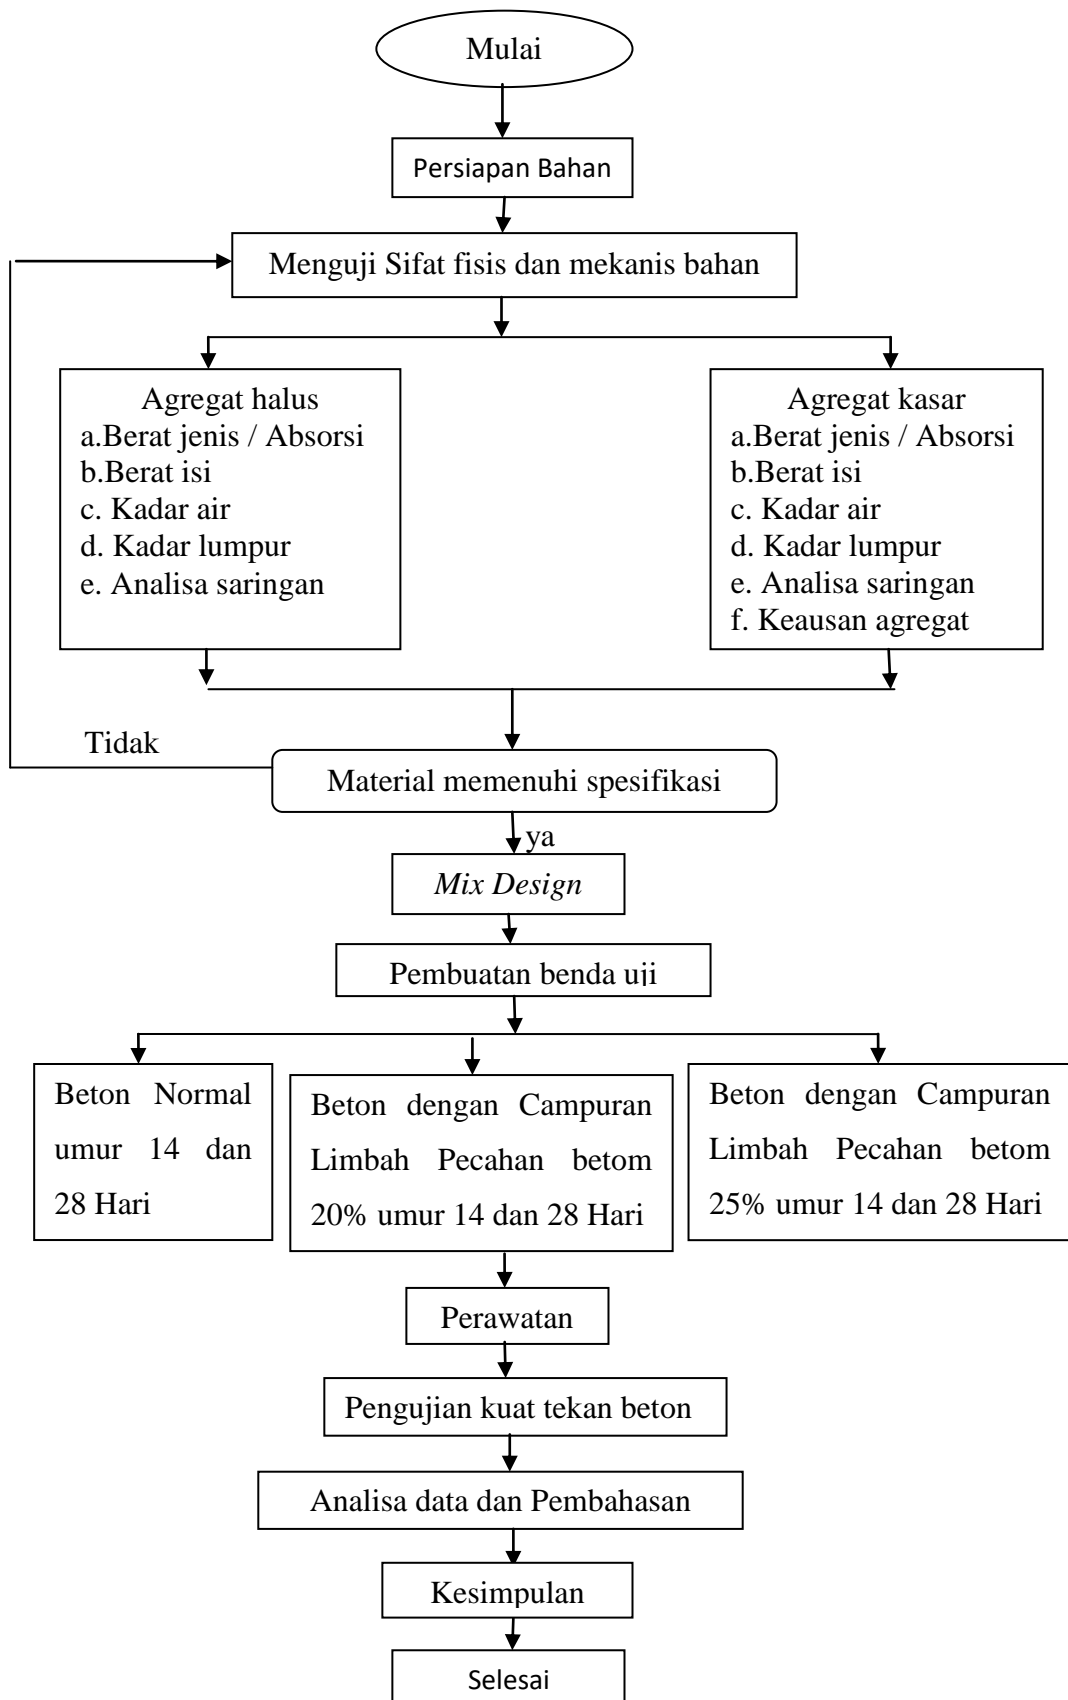 Mulai
Persiapan Bahan
Menguji Sifat fisis dan mekanis bahan
Agregat halus
a.Berat jenis / Absorsi
b.Berat isi
c. Kadar air
d. Kadar lumpur
e. Analisa saringan
Agregat kasar
a.Berat jenis / Absorsi
b.Berat isi
c. Kadar air
d. Kadar lumpur
e. Analisa saringan
f. Keausan agregat
Tidak
Material memenuhi spesifikasi
ya
Mix Design
Pembuatan benda uji
Beton Normal
umur 14 dan
28 Hari
Beton dengan Campuran
Limbah Pecahan betom
20% umur 14 dan 28 Hari
Beton dengan Campuran
Limbah Pecahan betom
25% umur 14 dan 28 Hari
Perawatan
Pengujian kuat tekan beton
Analisa data dan Pembahasan
Kesimpulan
Selesai